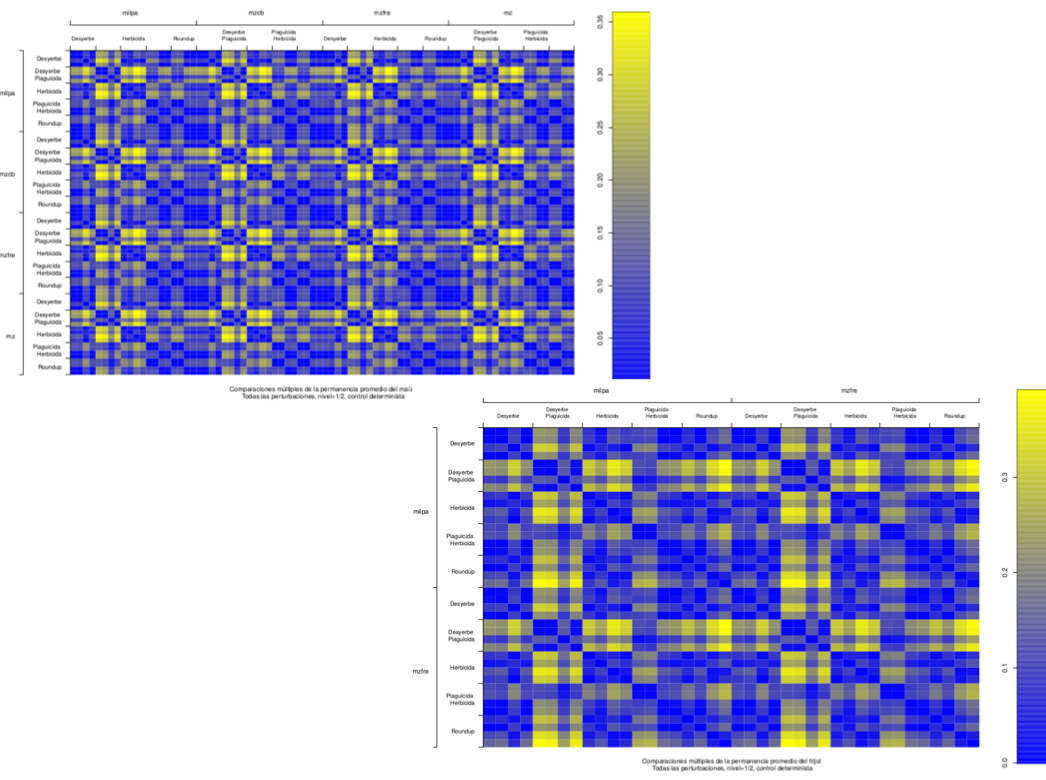 milpa mzcb mzfre mz
Desyerbe Desyerbe Plaguicida Herbicida Plaguicida Herbicida Roundup
Desyerbe Herbicida Roundup Desyerbe Plaguicida Plaguicida Herbicida Desyerbe Herbicida Roundup Desyerbe Plaguicida Plaguicida Herbicida
milpa
Desyerbe
Desyerbe
Plaguicida
Herbicida
Plaguicida
Herbicida
Roundup
mzcb
Desyerbe
Desyerbe
Plaguicida
Herbicida
Plaguicida
Herbicida
Roundup
mzfre
Desyerbe
Desyerbe
Plaguicida
Herbicida
Plaguicida
Herbicida
Roundup
mz
Desyerbe
Desyerbe
Plaguicida
Herbicida
Plaguicida
Herbicida
Roundup
0.35
0.30
0.25
0.20
0.15
0.10
0.05
Comparaciones múltiples de la permanencia promedio del maíz
Todas las perturbaciones, nivel=1/2, control determinista
milpa mzfre
Desyerbe Desyerbe Plaguicida Herbicida Plaguicida Herbicida Roundup Desyerbe Desyerbe Plaguicida Herbicida Plaguicida Herbicida Roundup
milpa
Desyerbe
Desyerbe
Plaguicida
Herbicida
Plaguicida
Herbicida
Roundup
mzfre
Desyerbe
Desyerbe
Plaguicida
Herbicida
Plaguicida
Herbicida
Roundup
0.3
0.2
0.1
0.0
Comparaciones múltiples de la permanencia promedio del frijol
Todas las perturbaciones, nivel=1/2, control determinista